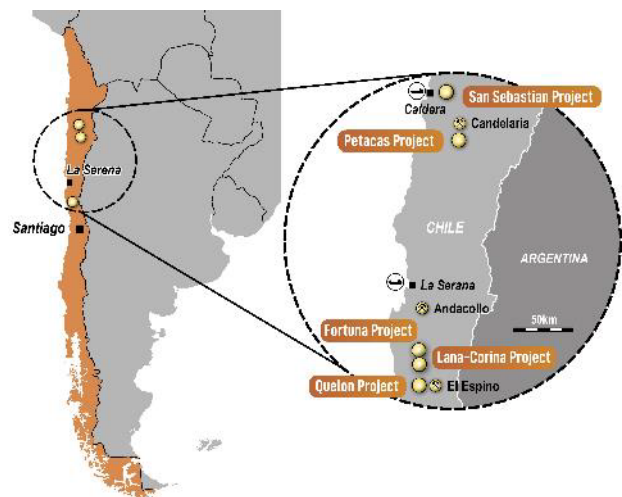 La Serena
Santiago
San Sebastian Project
Caldera
Candelaria
Petacas Project
CHILE
ARGENTINA
La Serana
Andacollo
50km
Fortuna Project
Lana-Corina Project
Quelon Project
El Espino